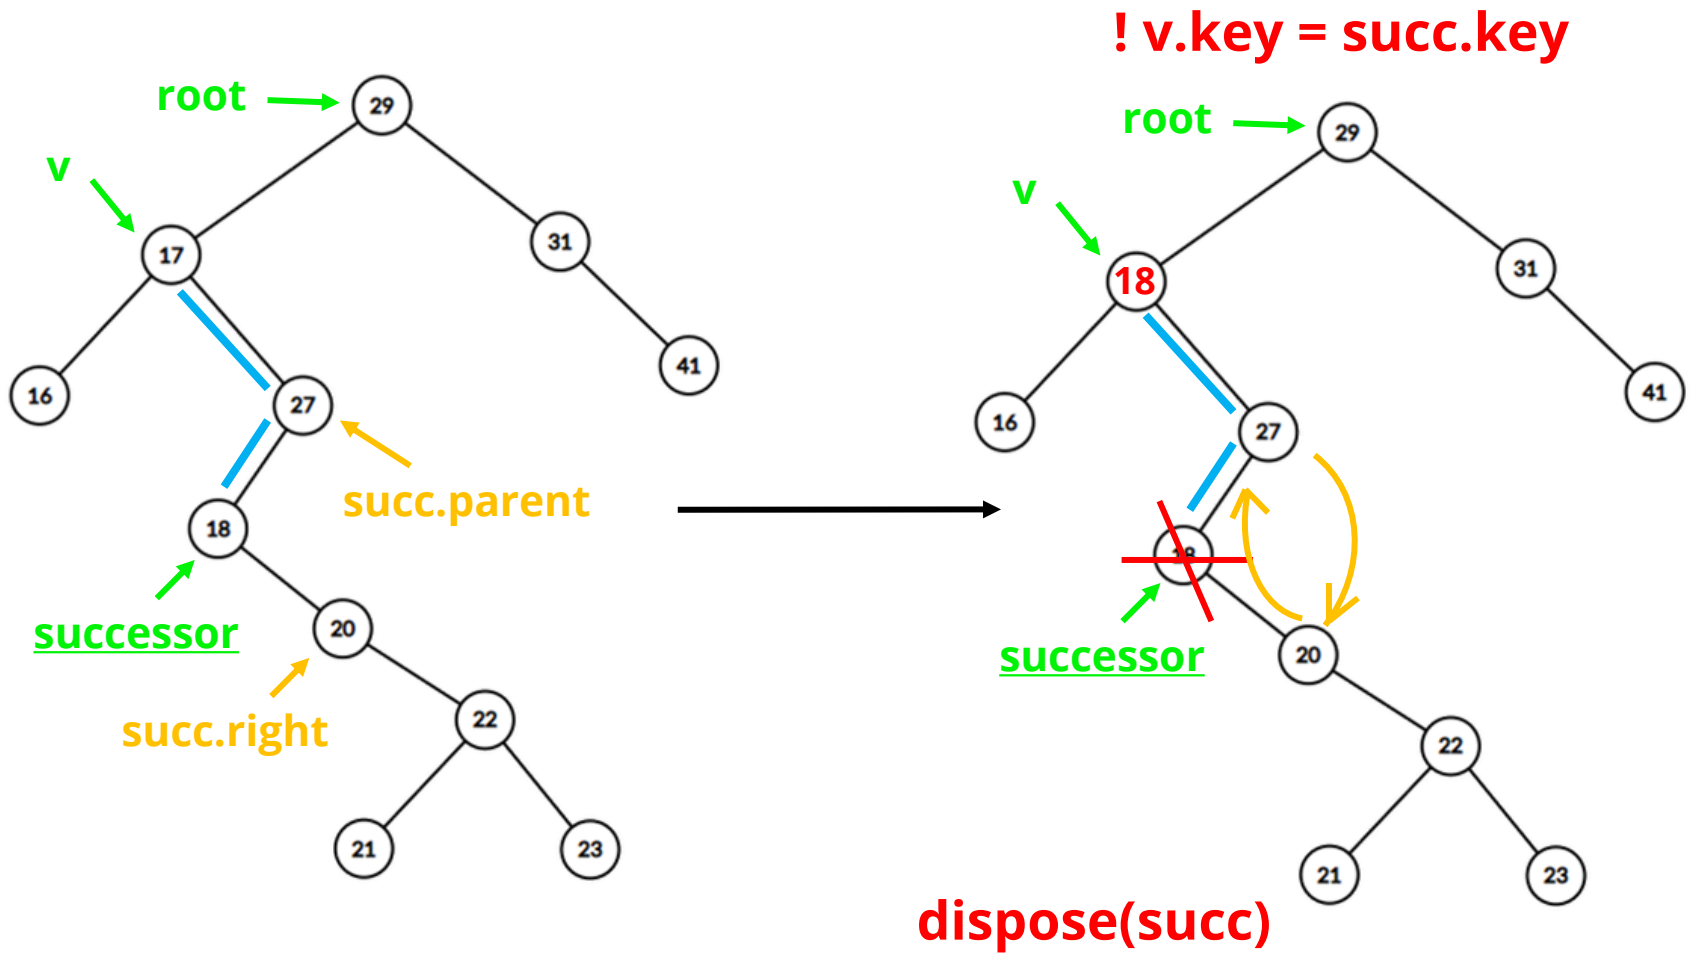 ! v.key = succ.key
root
29
v
17
31
16
27
41
succ.parent
18
successor
20
succ.right
22
21
23
root
29
v
18
31
16
27
41
18
successor
20
22
21
23
dispose(succ)